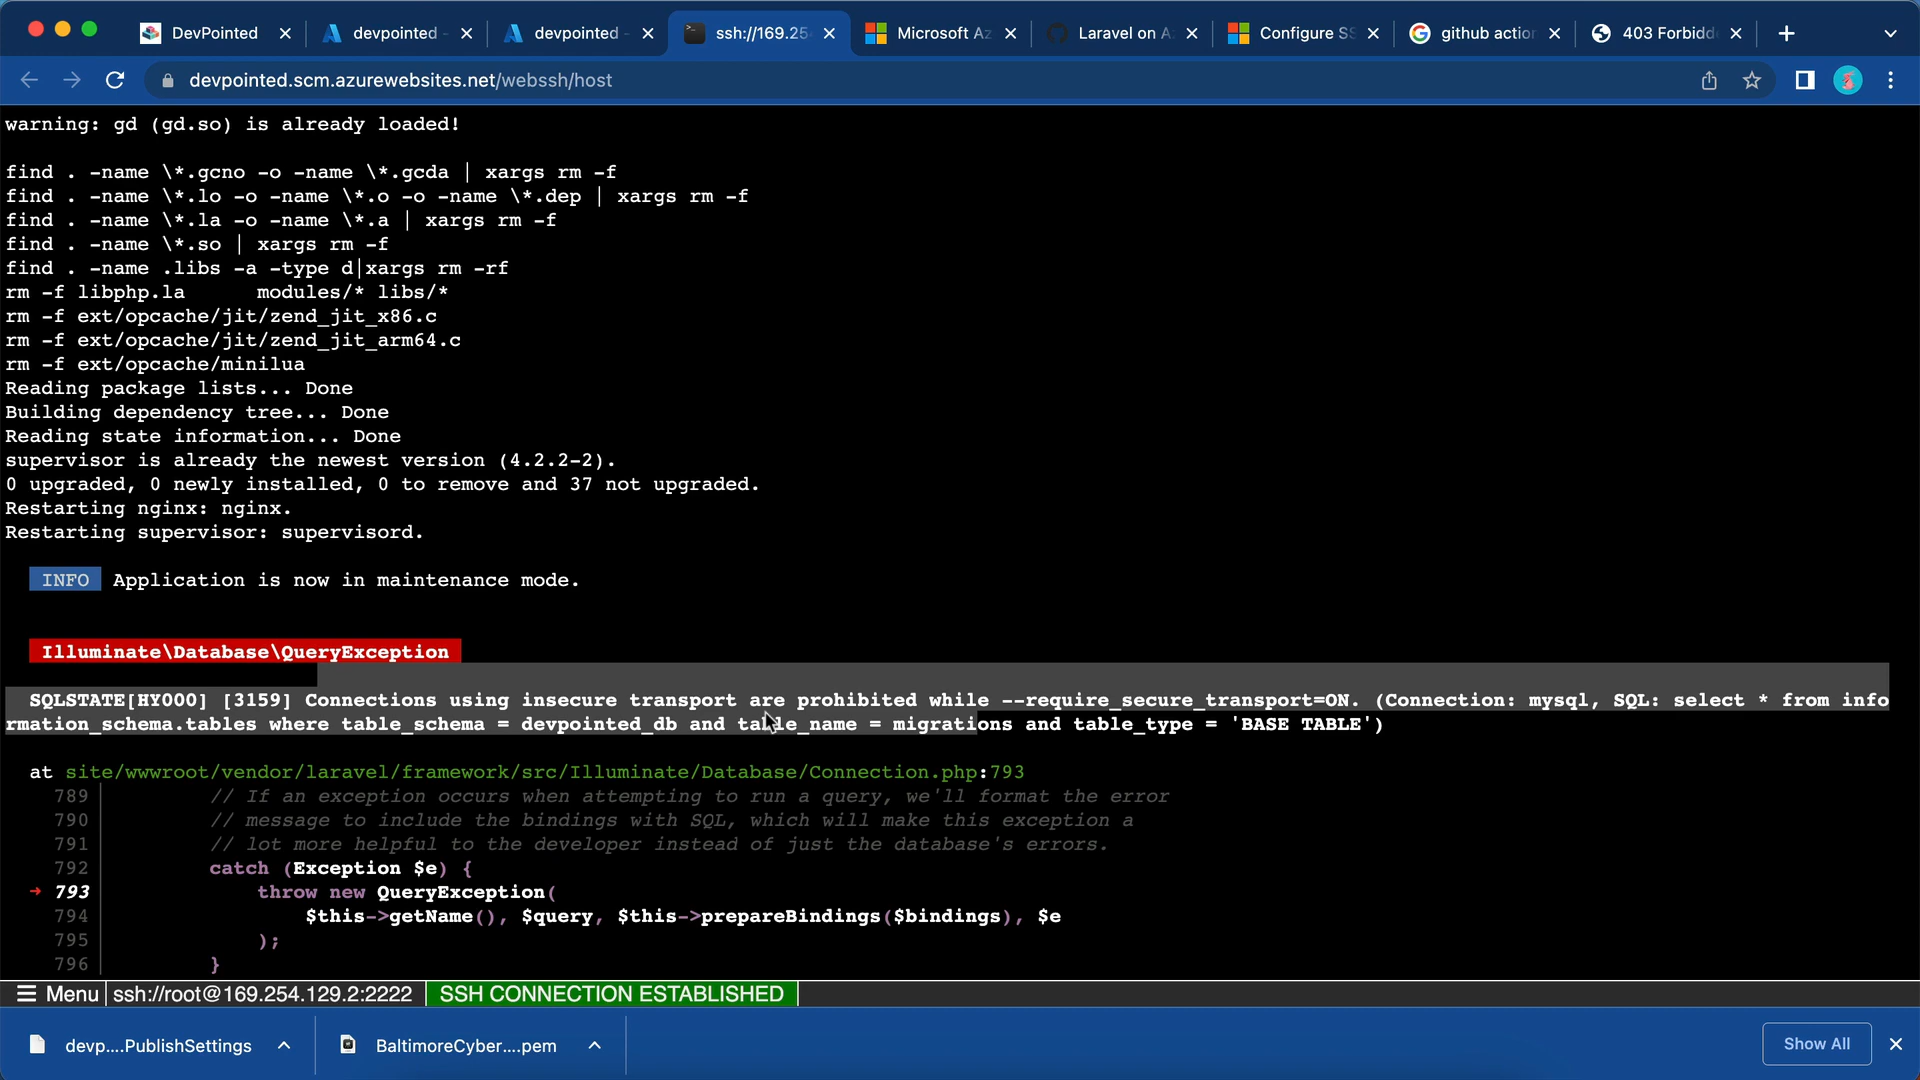 DevPointed
devpointed -
devpointed -
ssh://169.25
Microsoft Az
Laravel on A
Configure SS
github action
403 Forbidd
devpointed.scm.azurewebsites.net/webssh/host
warning: gd (gd.so) is already loaded!
find . -name \*.gcno -o -name \*.gcda | xargs rm -f
find . -name \*.lo -o -name \*.o -o -name \*.dep | xargs rm -f
find . -name \*.la -o -name \*.a | xargs rm -f
find . -name \*.so | xargs rm -f
find . -name .libs -a -type d|xargs rm -rf
rm -f libphp.la      modules/* libs/*
rm -f ext/opcache/jit/zend_jit_x86.c
rm -f ext/opcache/jit/zend_jit_arm64.c
rm -f ext/opcache/minilua
Reading package lists... Done
Building dependency tree... Done
Reading state information... Done
supervisor is already the newest version (4.2.2-2).
0 upgraded, 0 newly installed, 0 to remove and 37 not upgraded.
Restarting nginx: nginx.
Restarting supervisor: supervisord.
INFO Application is now in maintenance mode.
Illuminate\Database\QueryException
SQLSTATE[HY000] [3159] Connections using insecure transport are prohibited while --require_secure_transport=ON. (Connection: mysql, SQL: select * from info
rmation_schema.tables where table_schema = devpointed_db and table_name = migrations and table_type = 'BASE TABLE')
at site/wwwroot/vendor/laravel/framework/src/Illuminate/Database/Connection.php:793
789 // If an exception occurs when attempting to run a query, we'll format the error
790 // message to include the bindings with SQL, which will make this exception a
791 // lot more helpful to the developer instead of just the database's errors.
792 catch (Exception $e) {
→ 793 throw new QueryException(
794 $this->getName(), $query, $this->prepareBindings($bindings), $e
795 );
796 }
Menu ssh://root@169.254.129.2:2222 SSH CONNECTION ESTABLISHED
devp....PublishSettings
BaltimoreCyber....pem
Show All